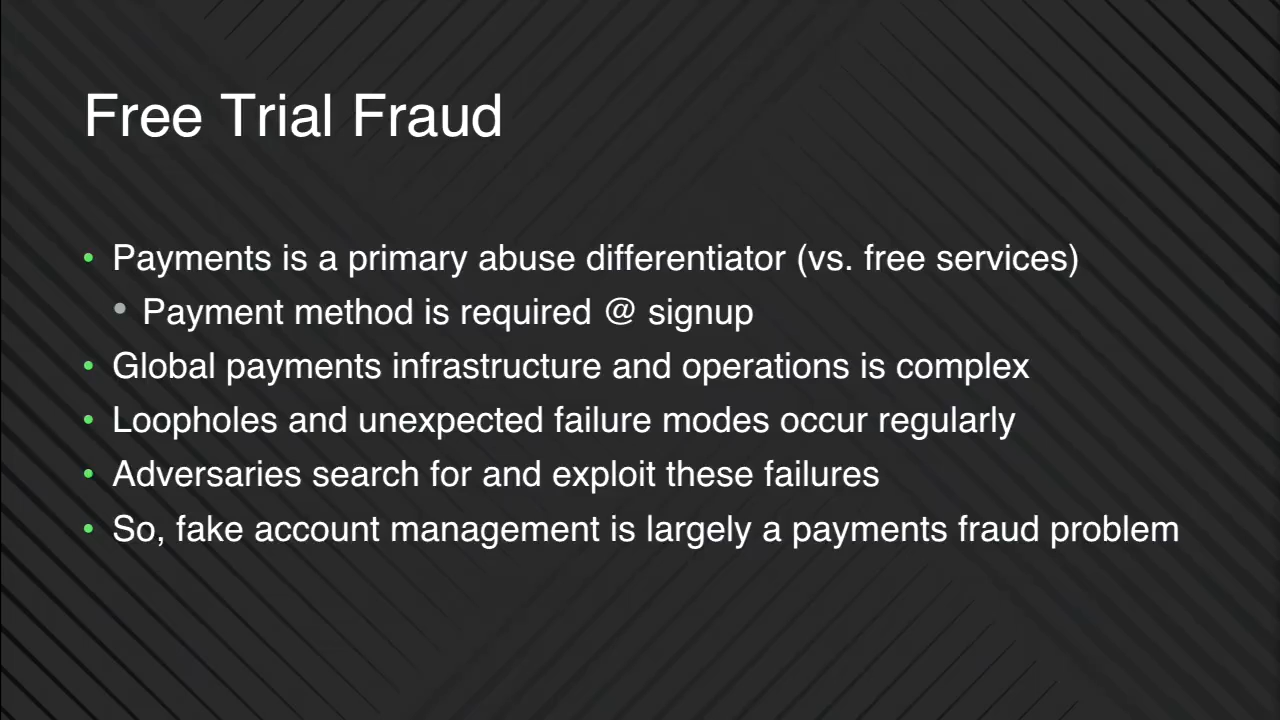 Free Trial Fraud
• Payments is a primary abuse differentiator (vs. free services)
• Payment method is required @ signup
• Global payments infrastructure and operations is complex
• Loopholes and unexpected failure modes occur regularly
• Adversaries search for and exploit these failures
• So, fake account management is largely a payments fraud problem